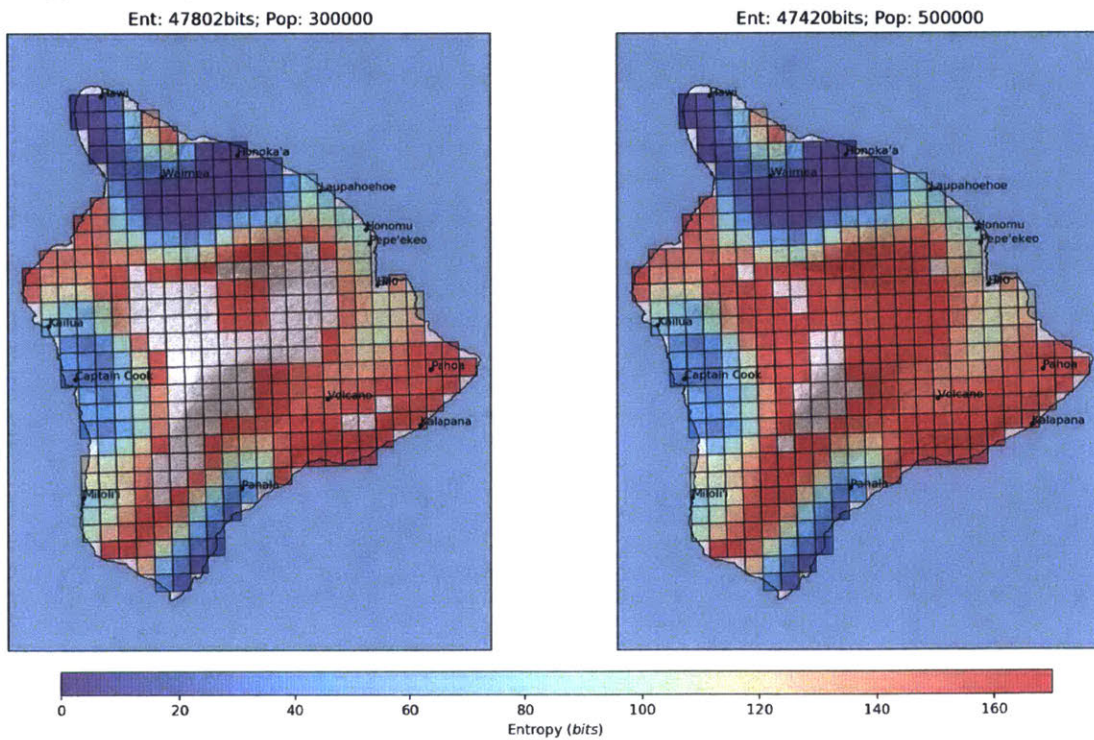 Ent: 47802bits; Pop: 300000
Hawi
Honoka'a
Waimea
Laupahoehoe
Honomu
Pepe'ekeo
Hilo
Kailua
Pahoa
Captain Cook
Volcano
Kalapana
Miloli'i
Pahala
Ent: 47420bits; Pop: 500000
Hawi
Honoka'a
Waimea
Laupahoehoe
Honomu
Pepe'ekeo
Hilo
Kailua
Pahoa
Captain Cook
Volcano
Kalapana
Miloli'i
Pahala
0 20 40 60 80 100 120 140 160
Entropy (bits)